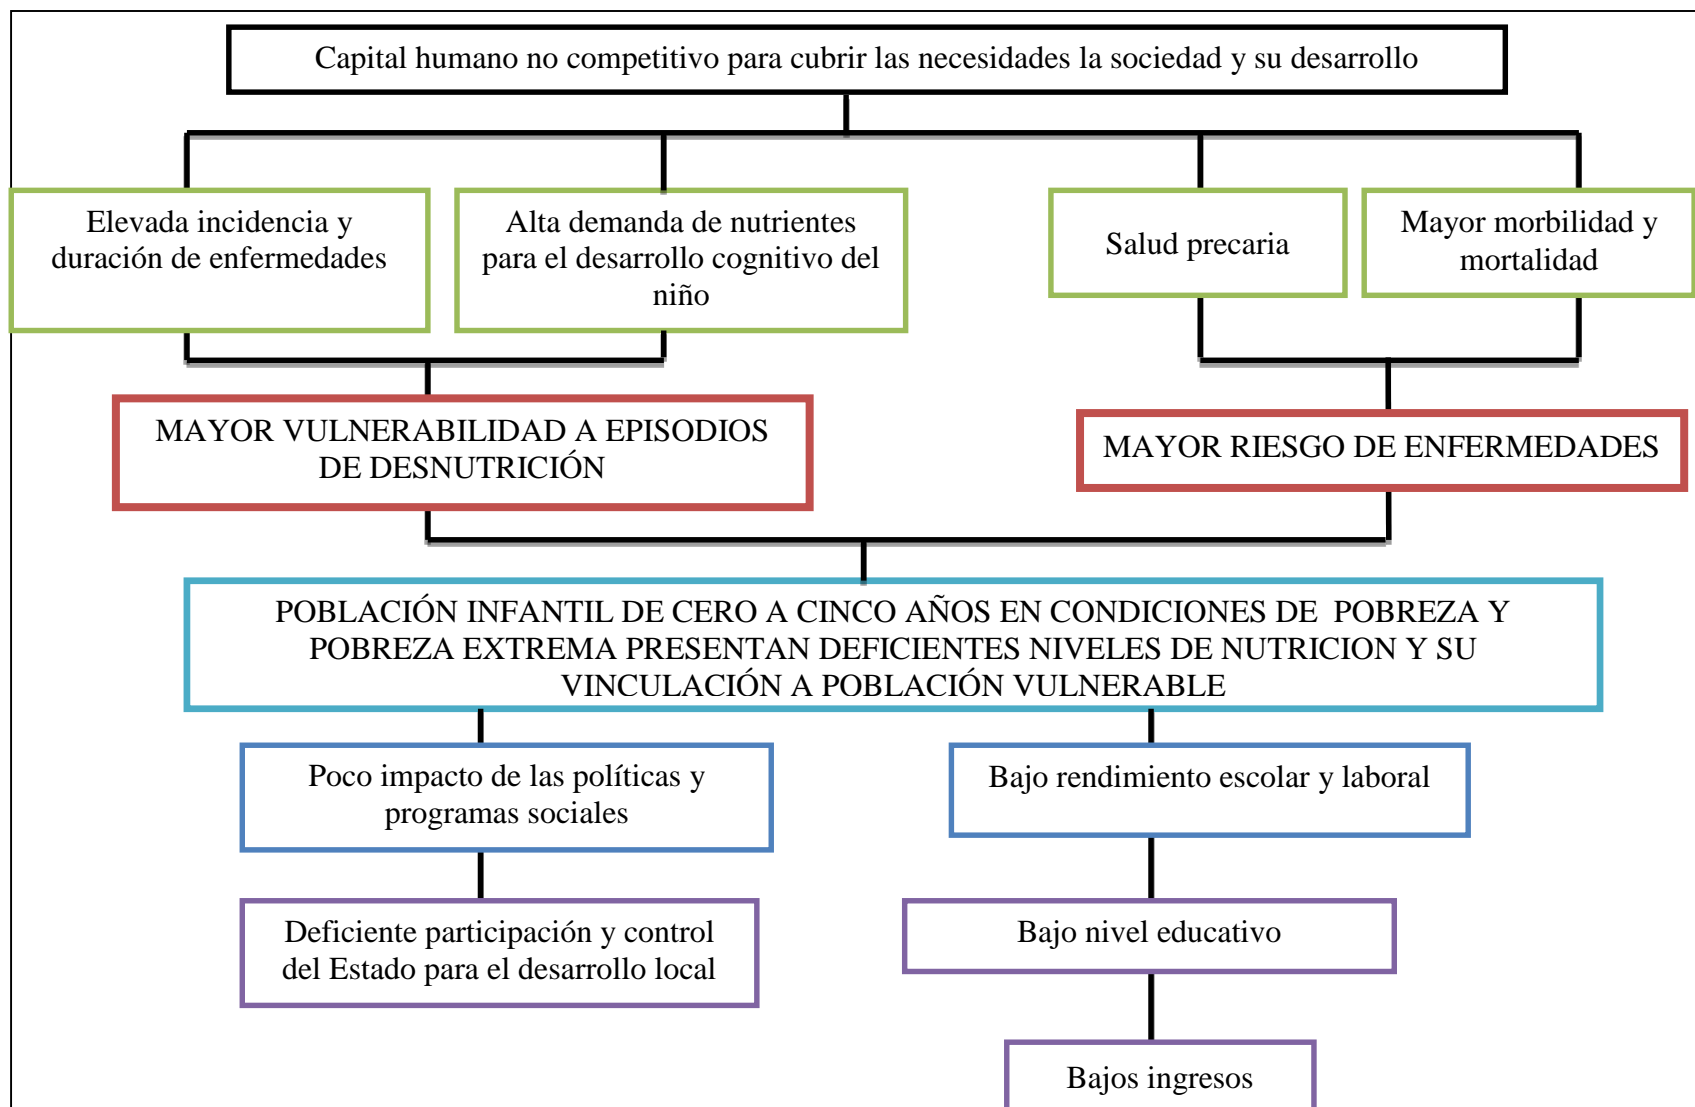 Capital humano no competitivo para cubrir las necesidades la sociedad y su desarrollo
Elevada incidencia y
duración de enfermedades
Alta demanda de nutrientes
para el desarrollo cognitivo del
niño
Salud precaria
Mayor morbilidad y
mortalidad
MAYOR VULNERABILIDAD A EPISODIOS
DE DESNUTRICIÓN
MAYOR RIESGO DE ENFERMEDADES
POBLACIÓN INFANTIL DE CERO A CINCO AÑOS EN CONDICIONES DE POBREZA Y
POBREZA EXTREMA PRESENTAN DEFICIENTES NIVELES DE NUTRICION Y SU
VINCULACIÓN A POBLACIÓN VULNERABLE
Poco impacto de las políticas y
programas sociales
Bajo rendimiento escolar y laboral
Deficiente participación y control
del Estado para el desarrollo local
Bajo nivel educativo
Bajos ingresos